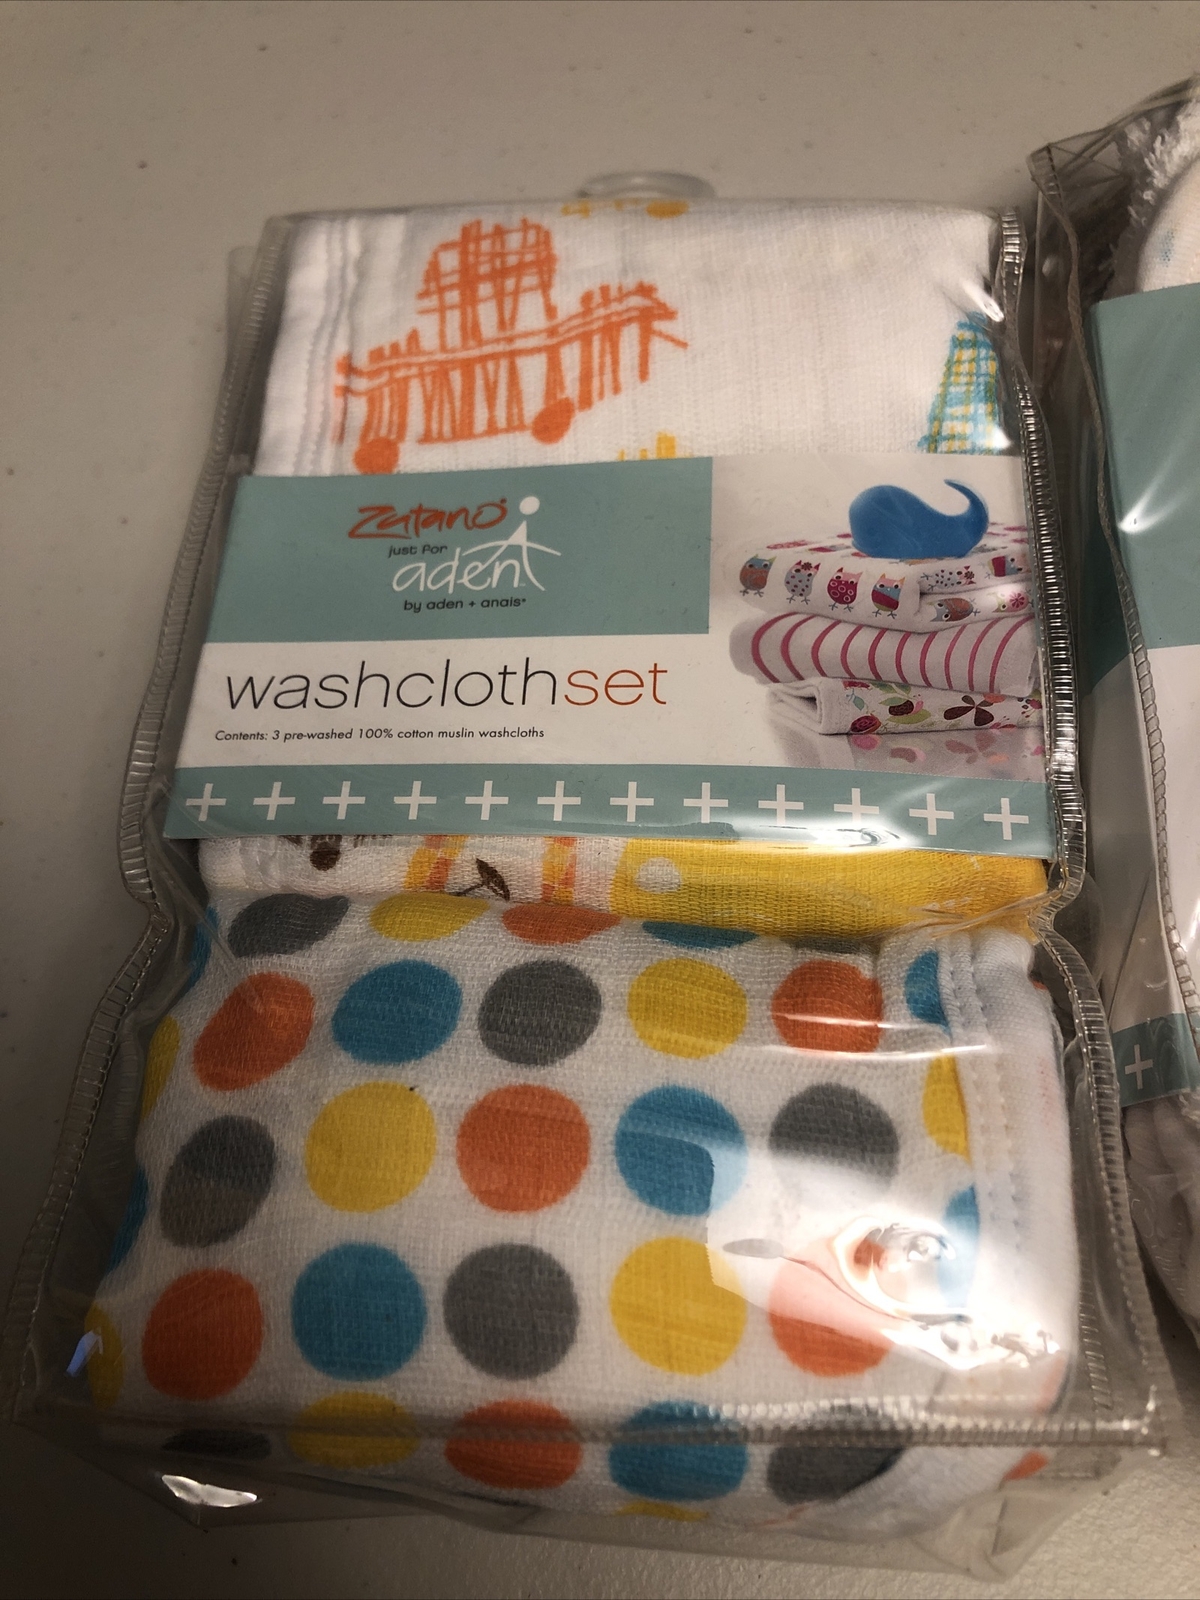 Zutano
just for
aden
by aden + anais
washclothset
Contents: 3 pre-washed 100% cotton muslin washcloths